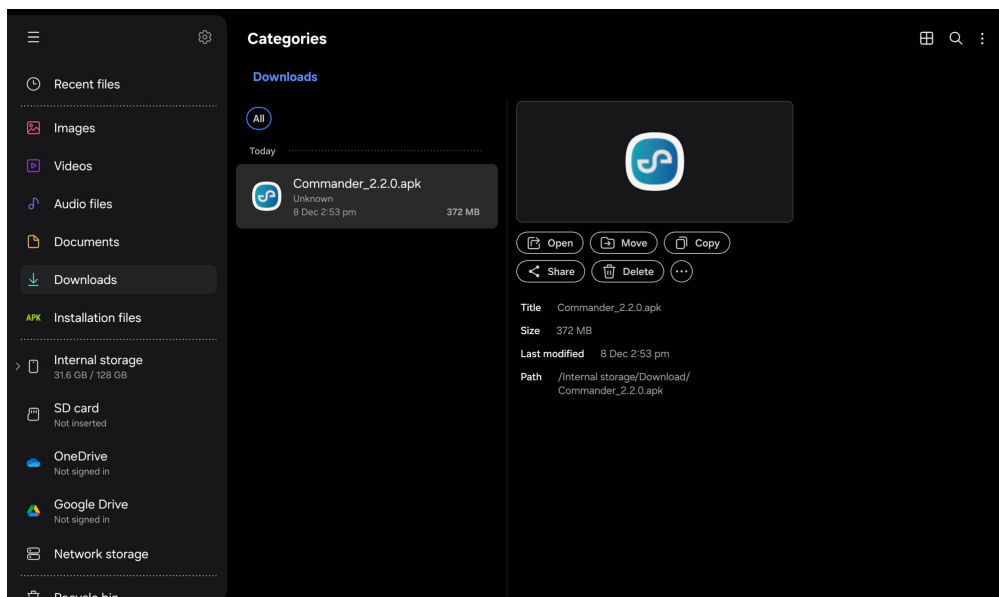 Recent files
Images
Videos
Audio files
Documents
Downloads
APK Installation files
Internal storage
31.6 GB / 128 GB
SD card
Not inserted
OneDrive
Not signed in
Google Drive
Not signed in
Network storage
Recycle bin
Categories
Downloads
All
Today
Commander_2.2.0.apk
Unknown
8 Dec 2:53 pm 372 MB
Open Move Copy
Share Delete
Title Commander_2.2.0.apk
Size 372 MB
Last modified 8 Dec 2:53 pm
Path /Internal storage/Download/
Commander_2.2.0.apk